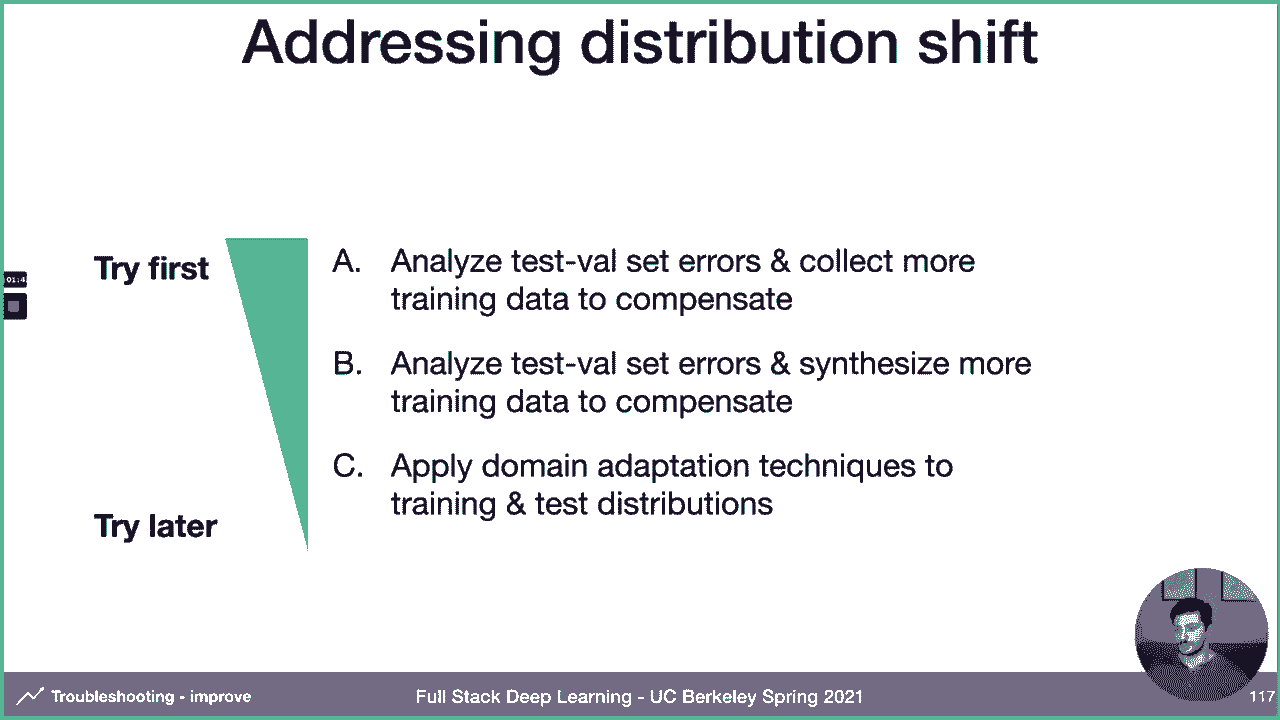 Addressing distribution shift
Try first
A. Analyze test-val set errors & collect more
training data to compensate
B. Analyze test-val set errors & synthesize more
training data to compensate
C. Apply domain adaptation techniques to
training & test distributions
Try later
Troubleshooting - improve
Full Stack Deep Learning - UC Berkeley Spring 2021
117